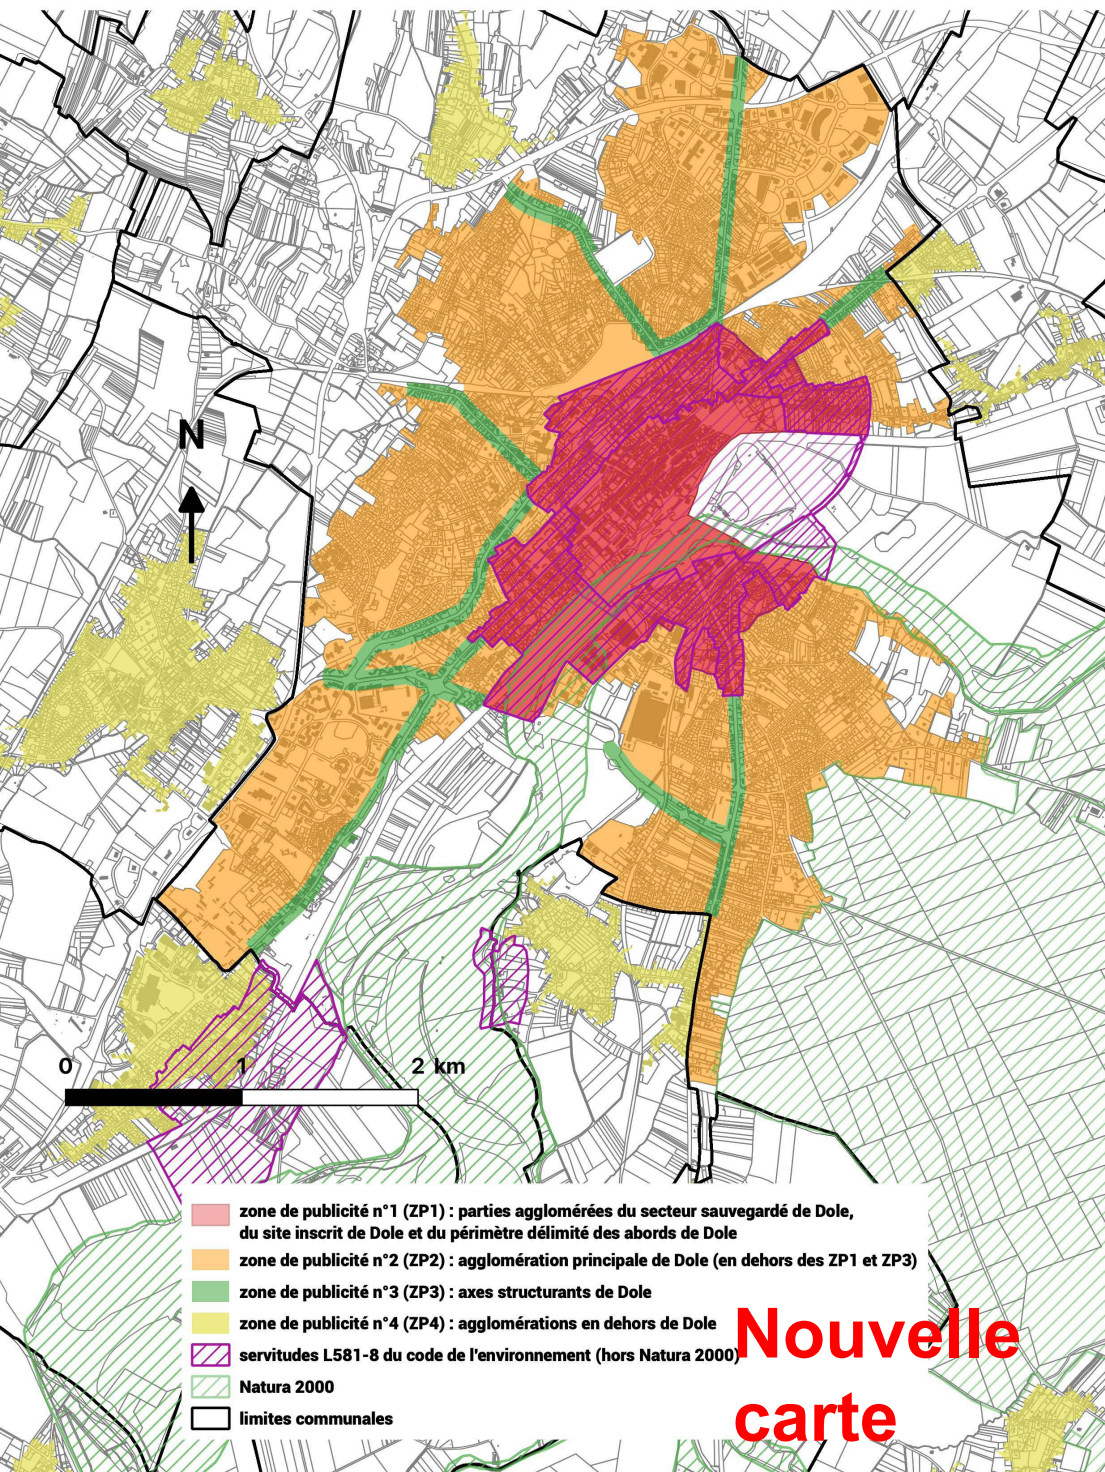 N
0 1 2 km
zone de publicité n°1 (ZP1) : parties agglomérées du secteur sauvegardé de Dole,
du site inscrit de Dole et du périmètre délimité des abords de Dole
zone de publicité n°2 (ZP2) : agglomération principale de Dole (en dehors des ZP1 et ZP3)
zone de publicité n°3 (ZP3) : axes structurants de Dole
zone de publicité n°4 (ZP4) : agglomérations en dehors de Dole
servitudes L581-8 du code de l'environnement (hors Natura 2000)
Natura 2000
limites communales
Nouvelle
carte